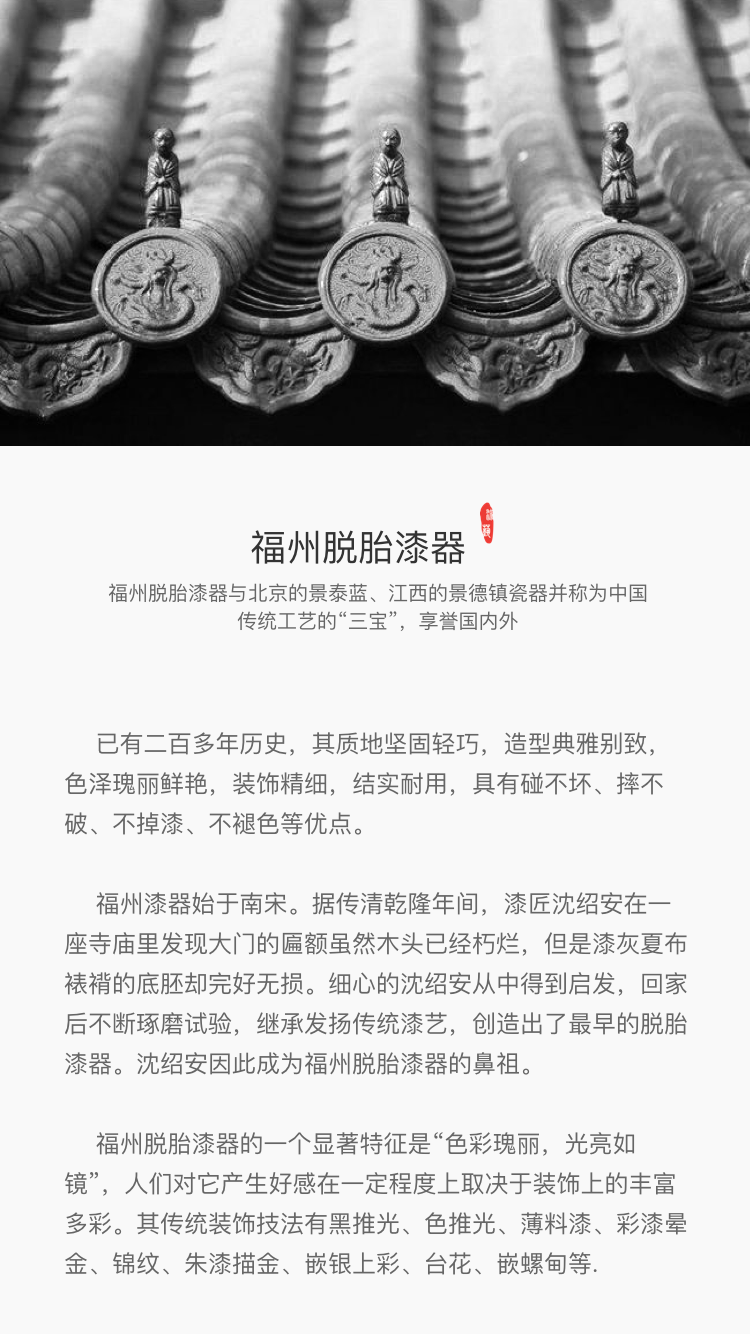 福州脱胎漆器
福州脱胎漆器与北京的景泰蓝、江西的景德镇瓷器并称为中国
传统工艺的“三宝”，享誉国内外
已有二百多年历史，其质地坚固轻巧，造型典雅别致，
色泽瑰丽鲜艳，装饰精细，结实耐用，具有碰不坏、摔不
破、不掉漆、不褪色等优点。
福州漆器始于南宋。据传清乾隆年间，漆匠沈绍安在一
座寺庙里发现大门的匾额虽然木头已经朽烂，但是漆灰夏布
裱褙的底胚却完好无损。细心的沈绍安从中得到启发，回家
后不断琢磨试验，继承发扬传统漆艺，创造出了最早的脱胎
漆器。沈绍安因此成为福州脱胎漆器的鼻祖。
福州脱胎漆器的一个显著特征是“色彩瑰丽，光亮如
镜”，人们对它产生好感在一定程度上取决于装饰上的丰富
多彩。其传统装饰技法有黑推光、色推光、薄料漆、彩漆晕
金、锦纹、朱漆描金、嵌银上彩、台花、嵌螺甸等.